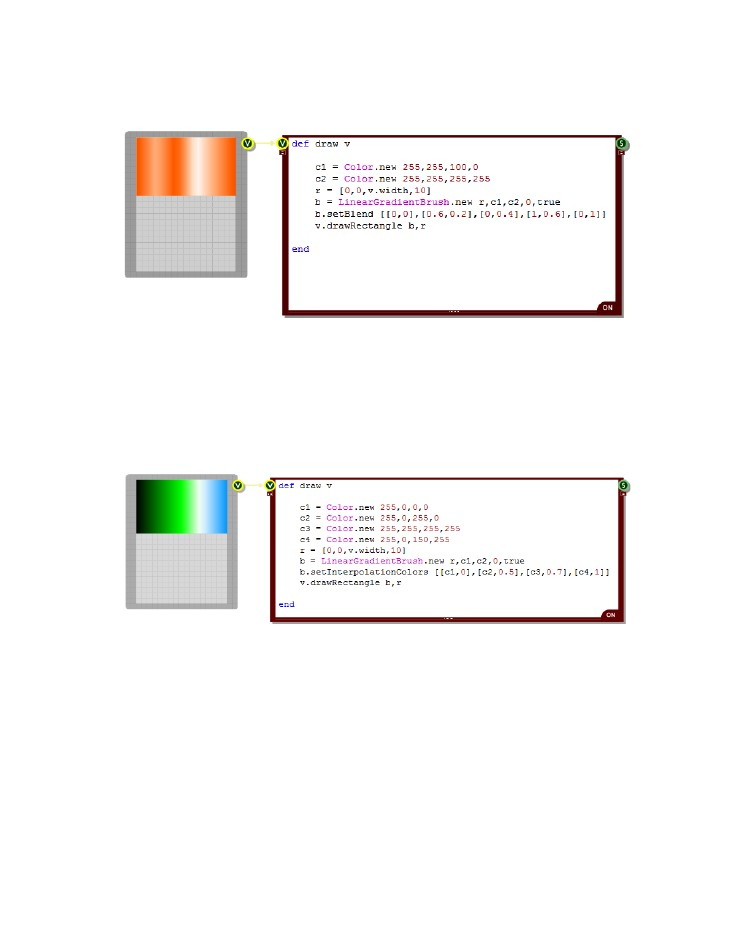 V
V
def draw v
S
c1 = Color.new 255,255,100,0
c2 = Color.new 255,255,255,255
r = [0,0,v.width,10]
b = LinearGradientBrush.new r,c1,c2,0,true
b.setBlend [[0,0],[0.6,0.2],[0,0.4],[1,0.6],[0,1]]
v.drawRectangle b,r
end
ON
V
V
def draw v
S
c1 = Color.new 255,0,0,0
c2 = Color.new 255,0,255,0
c3 = Color.new 255,255,255,255
c4 = Color.new 255,0,150,255
r = [0,0,v.width,10]
b = LinearGradientBrush.new r,c1,c2,0,true
b.setInterpolationColors [[c1,0],[c2,0.5],[c3,0.7],[c4,1]]
v.drawRectangle b,r
end
ON